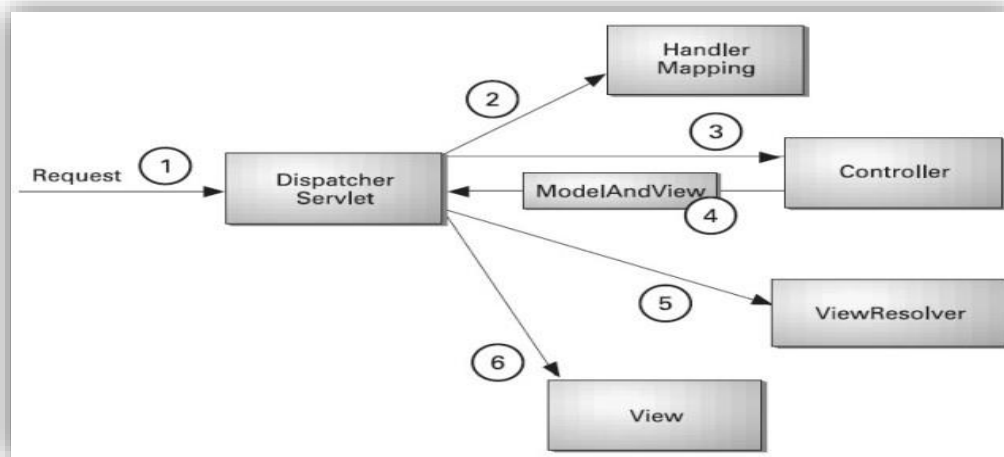 Handler
Mapping
2
3
1
Request
Dispatcher
Servlet
Controller
ModelAndView
4
5
ViewResolver
6
View